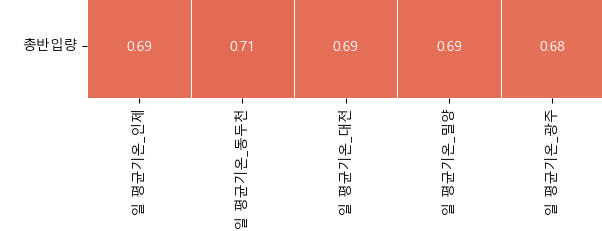 총반입량
0.69 0.71 0.69 0.69 0.68
일 평균기온_인제
일 평균기온_동두천
일 평균기온_대전
일 평균기온_밀양
일 평균기온_광주